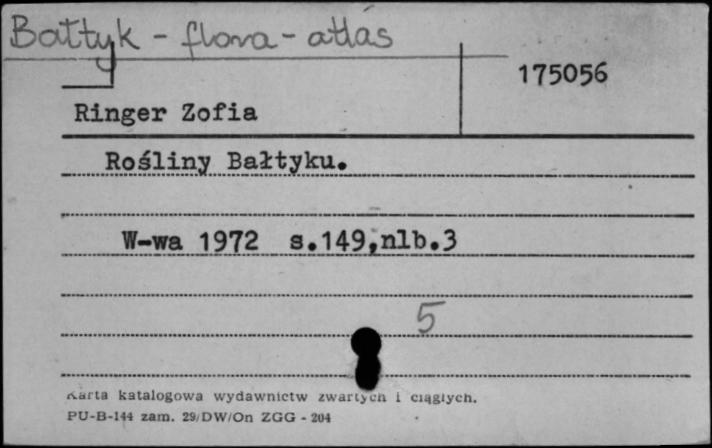 Bałtyk - flora - atlas
175056
Ringer Zofia
Rośliny Bałtyku.
W-wa 1972 s.149,nlb.3
5
Karta katalogowa wydawnictw zwartych i ciągłych.
PU-B-144 zam. 29/DW/On ZGG - 204